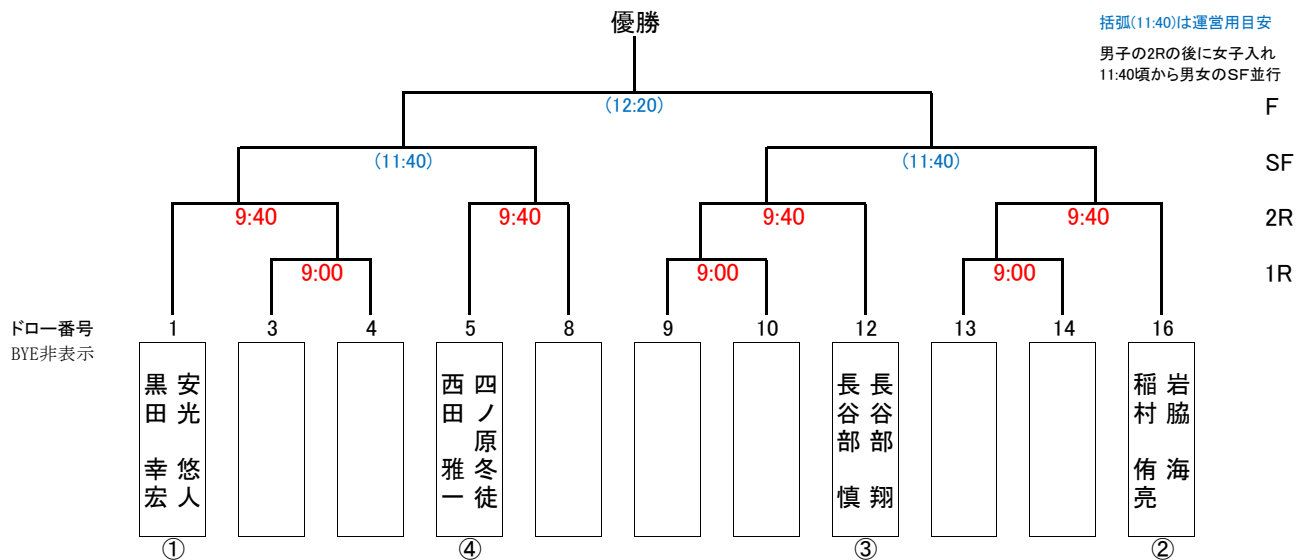 優勝
括弧(11:40)は運営用目安
男子の2Rの後に女子入れ
11:40頃から男女のSF並行
(12:20)
F
(11:40)
(11:40)
SF
9:40
9:40
9:40
9:40
2R
9:00
9:00
9:00
1R
ドロー番号
1
3
4
5
8
9
10
12
13
14
16
BYE非表示
安光 悠人
黒田 幸宏
四ノ原冬徒
西田 雅一
長谷部 翔
長谷部 慎
岩脇 海
稲村 侑亮
①
④
③
②